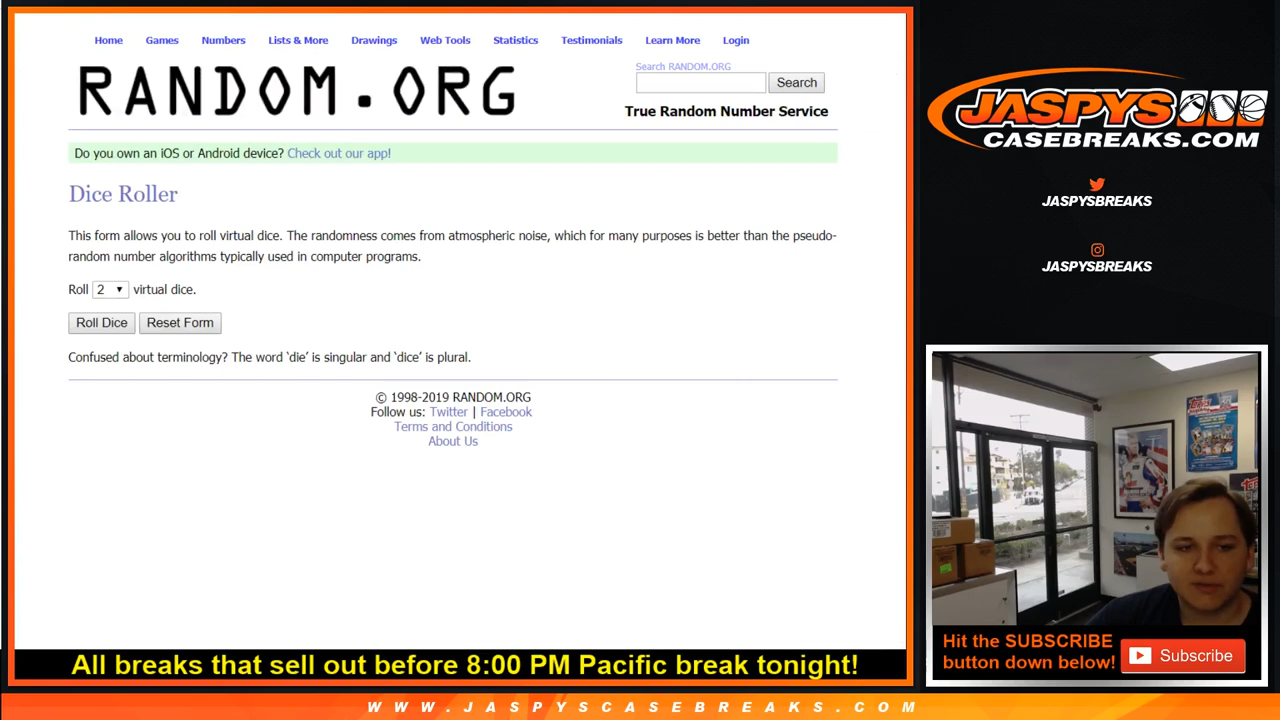 Home Games Numbers Lists & More Drawings Web Tools Statistics Testimonials Learn More Login
RANDOM.ORG
Search RANDOM.ORG
Search
True Random Number Service
Do you own an iOS or Android device? Check out our app!
Dice Roller
This form allows you to roll virtual dice. The randomness comes from atmospheric noise, which for many purposes is better than the pseudo-
random number algorithms typically used in computer programs.
Roll 2 virtual dice.
Roll Dice Reset Form
Confused about terminology? The word ‘die’ is singular and ‘dice’ is plural.
© 1998-2019 RANDOM.ORG
Follow us: Twitter | Facebook
Terms and Conditions
About Us
JASPYS
CASEBREAKS.COM
JASPYSBREAKS
JASPYSBREAKS
Hit the SUBSCRIBE
button down below!
Subscribe
All breaks that sell out before 8:00 PM Pacific break tonight!
WWW.JASPYSCASEBREAKS.COM